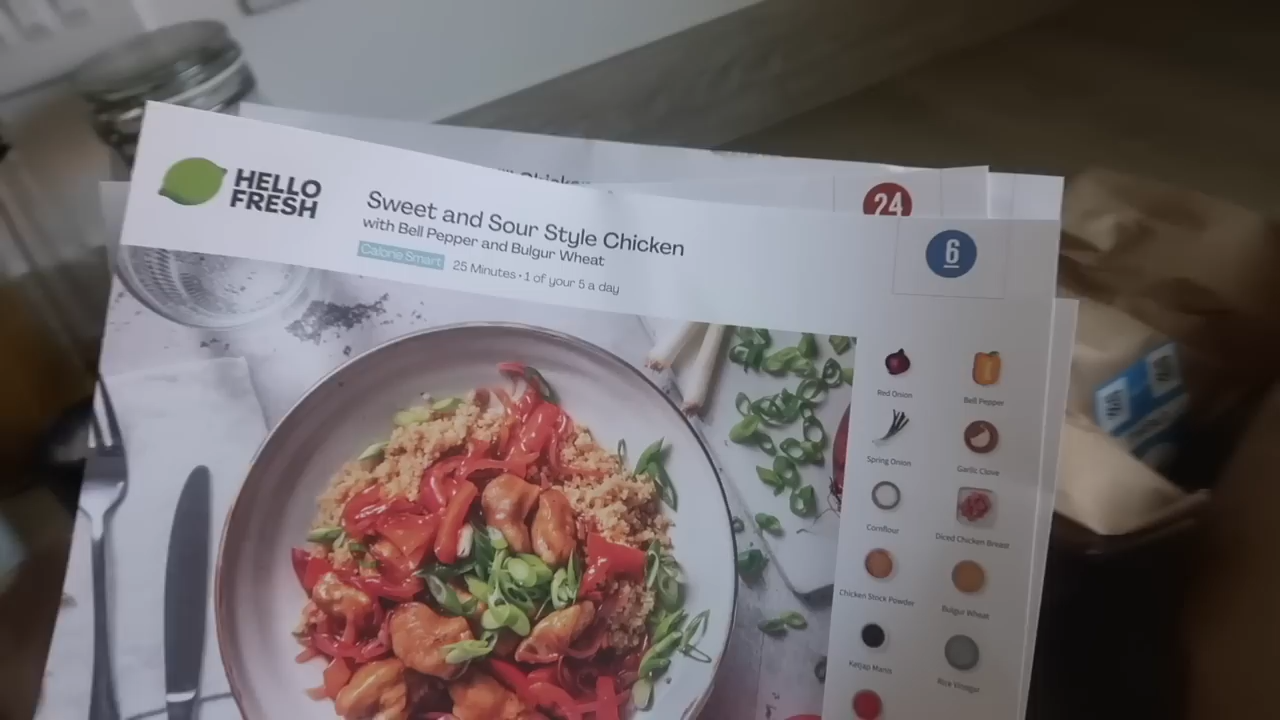 Chicken
24
HELLO
FRESH
Sweet and Sour Style Chicken
with Bell Pepper and Bulgur Wheat
Calorie Smart 25 Minutes • 1 of your 5 a day
6
Red Onion
Bell Pepper
Spring Onion
Garlic Clove
Cornflour
Diced Chicken Breast
Chicken Stock Powder
Bulgur Wheat
Ketjap Manis
Rice Vinegar